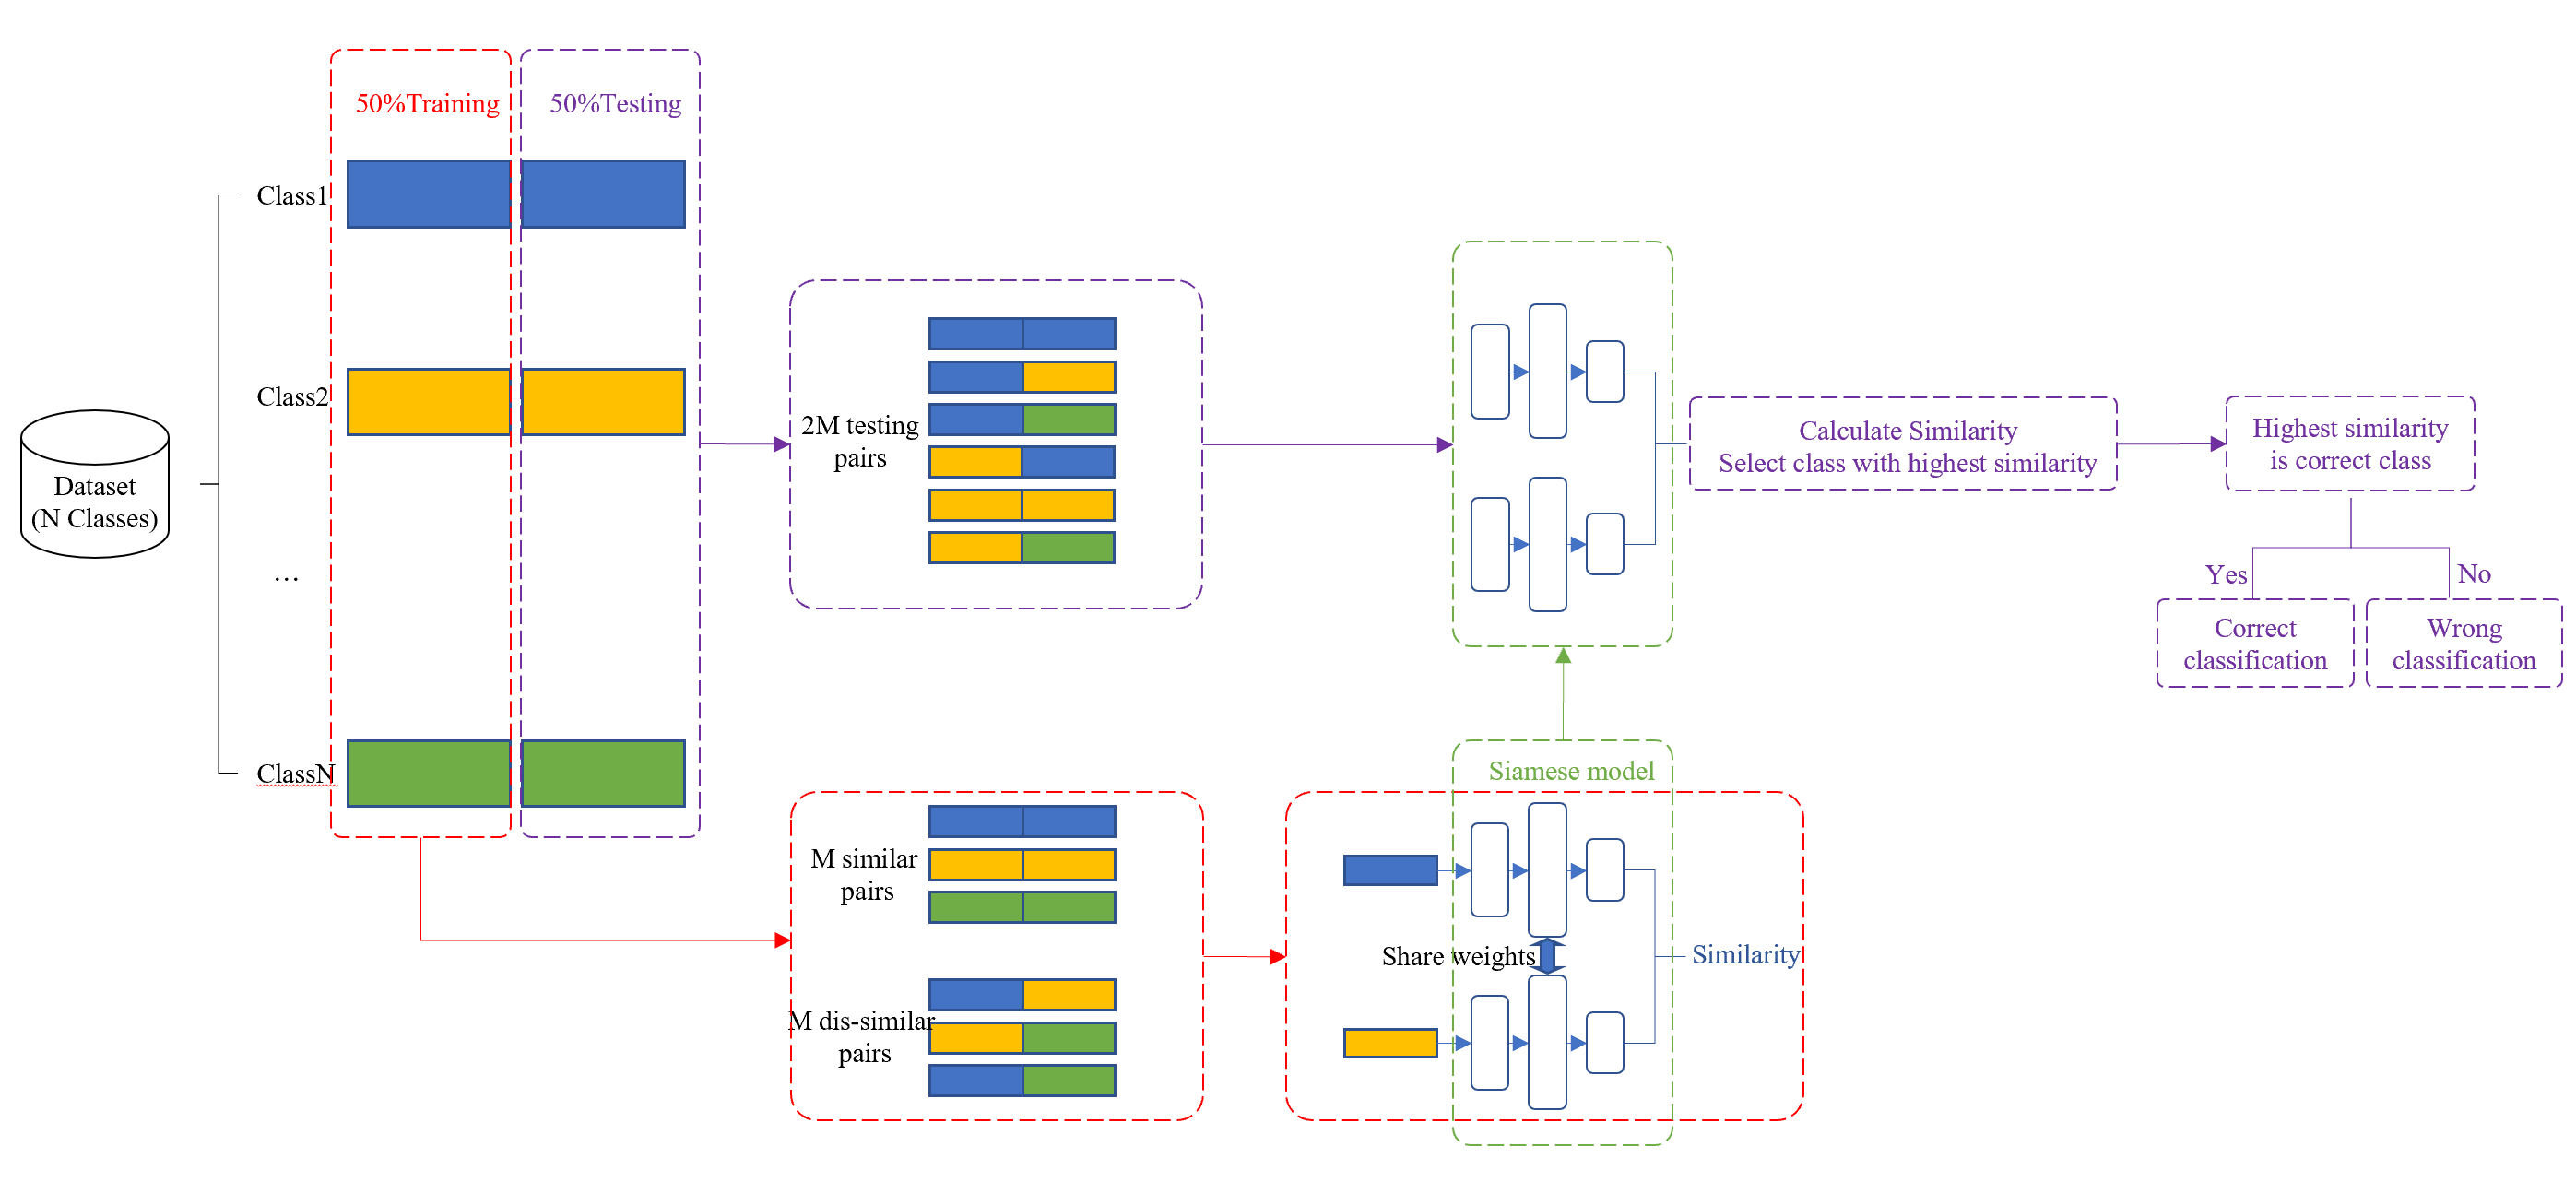 50%Training
50%Testing
Class1
Class2
Dataset
(N Classes)
...
ClassN
2M testing
pairs
Calculate Similarity
Select class with highest similarity
Highest similarity
is correct class
Yes
No
Correct
classification
Wrong
classification
M similar
pairs
M dis-similar
pairs
Siamese model
Share weights
Similarity